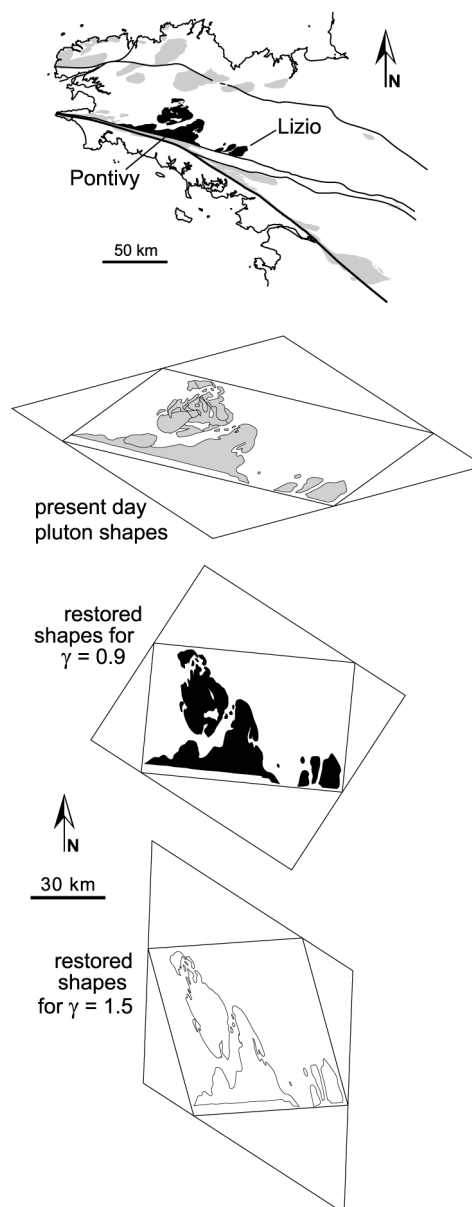 N
Lizio
Pontivy
50 km
present day
pluton shapes
restored
shapes for
γ = 0.9
N
30 km
restored
shapes
for γ = 1.5